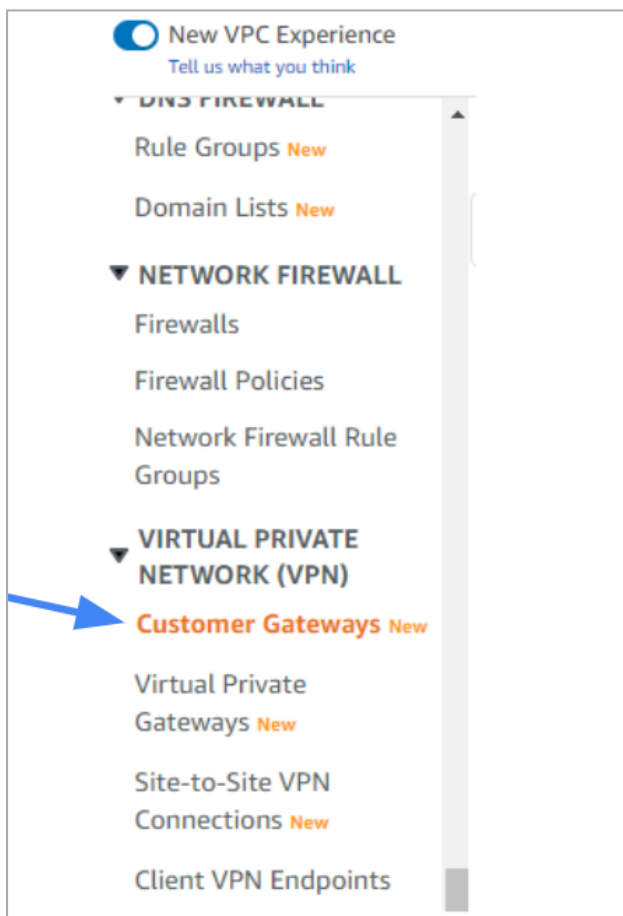 New VPC Experience
Tell us what you think
DNS FIREWALL
Rule Groups New
Domain Lists New
NETWORK FIREWALL
Firewalls
Firewall Policies
Network Firewall Rule
Groups
VIRTUAL PRIVATE
NETWORK (VPN)
Customer Gateways New
Virtual Private
Gateways New
Site-to-Site VPN
Connections New
Client VPN Endpoints